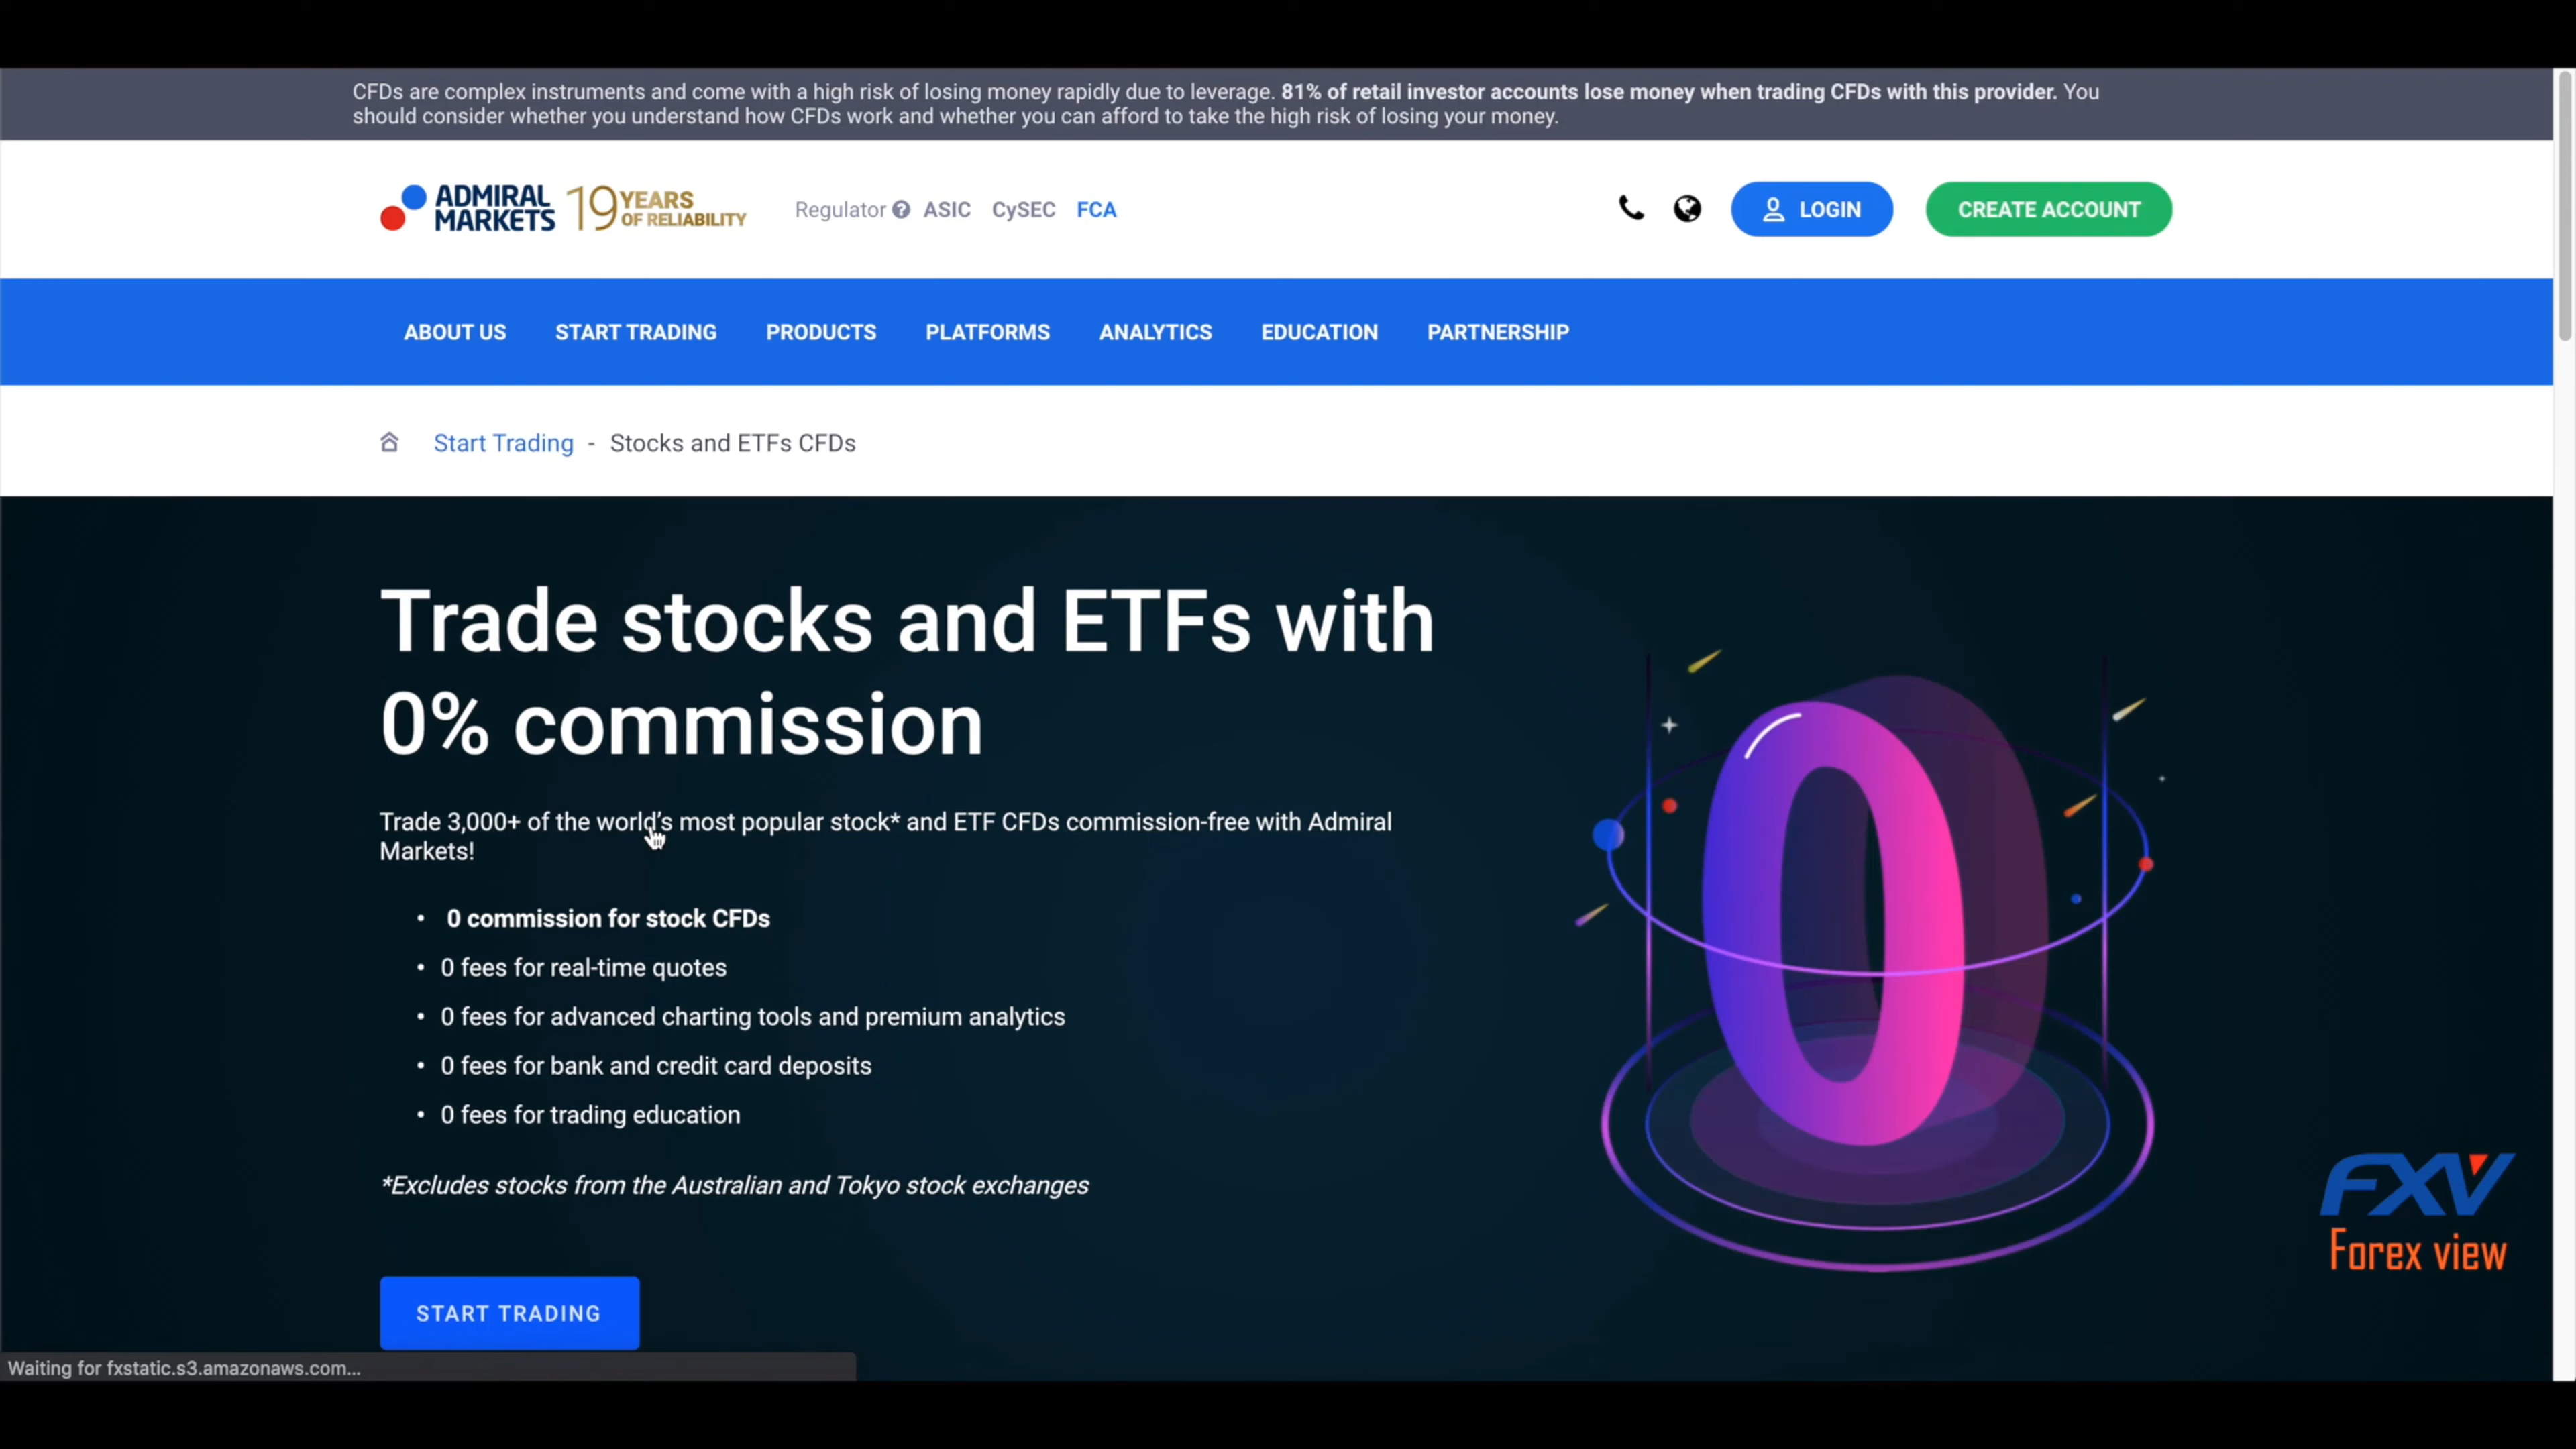 CFDs are complex instruments and come with a high risk of losing money rapidly due to leverage. 81% of retail investor accounts lose money when trading CFDs with this provider. You
should consider whether you understand how CFDs work and whether you can afford to take the high risk of losing your money.
ADMIRAL
MARKETS
19 YEARS
OF RELIABILITY
Regulator ? ASIC CySEC FCA
LOGIN
CREATE ACCOUNT
ABOUT US START TRADING PRODUCTS PLATFORMS ANALYTICS EDUCATION PARTNERSHIP
Start Trading - Stocks and ETFs CFDs
Trade stocks and ETFs with
0% commission
Trade 3,000+ of the world's most popular stock* and ETF CFDs commission-free with Admiral
Markets!
• 0 commission for stock CFDs
• 0 fees for real-time quotes
• 0 fees for advanced charting tools and premium analytics
• 0 fees for bank and credit card deposits
• 0 fees for trading education
*Excludes stocks from the Australian and Tokyo stock exchanges
START TRADING
0
FXV
Forex view
Waiting for fxstatic.s3.amazonaws.com...